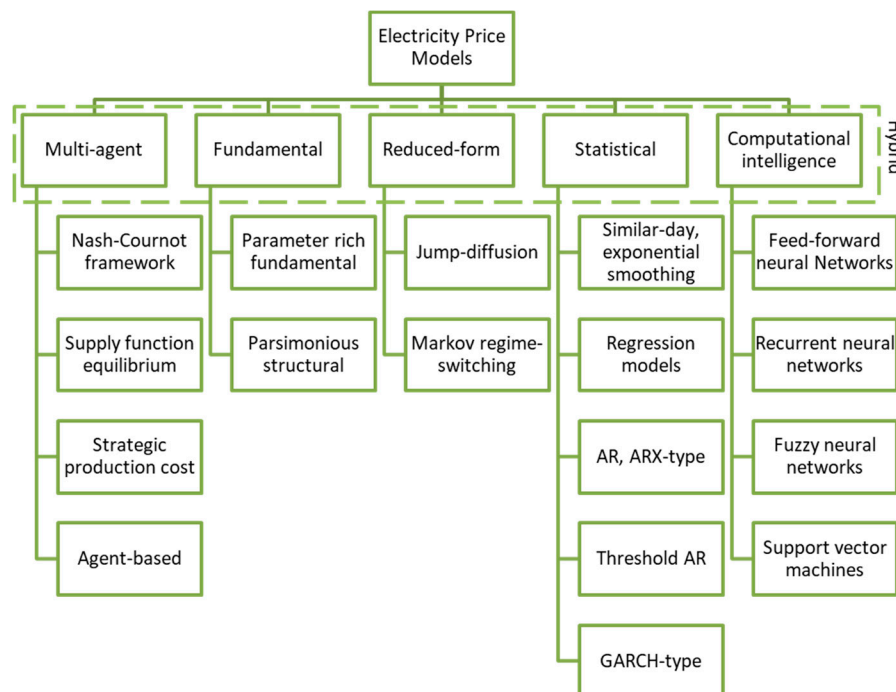 Electricity Price
Models
Multi-agent
Fundamental
Reduced-form
Statistical
Computational
intelligence
Hybrid
Nash-Cournot
framework
Supply function
equilibrium
Strategic
production cost
Agent-based
Parameter rich
fundamental
Parsimonious
structural
Jump-diffusion
Markov regime-
switching
Similar-day,
exponential
smoothing
Regression
models
AR, ARX-type
Threshold AR
GARCH-type
Feed-forward
neural Networks
Recurrent neural
networks
Fuzzy neural
networks
Support vector
machines